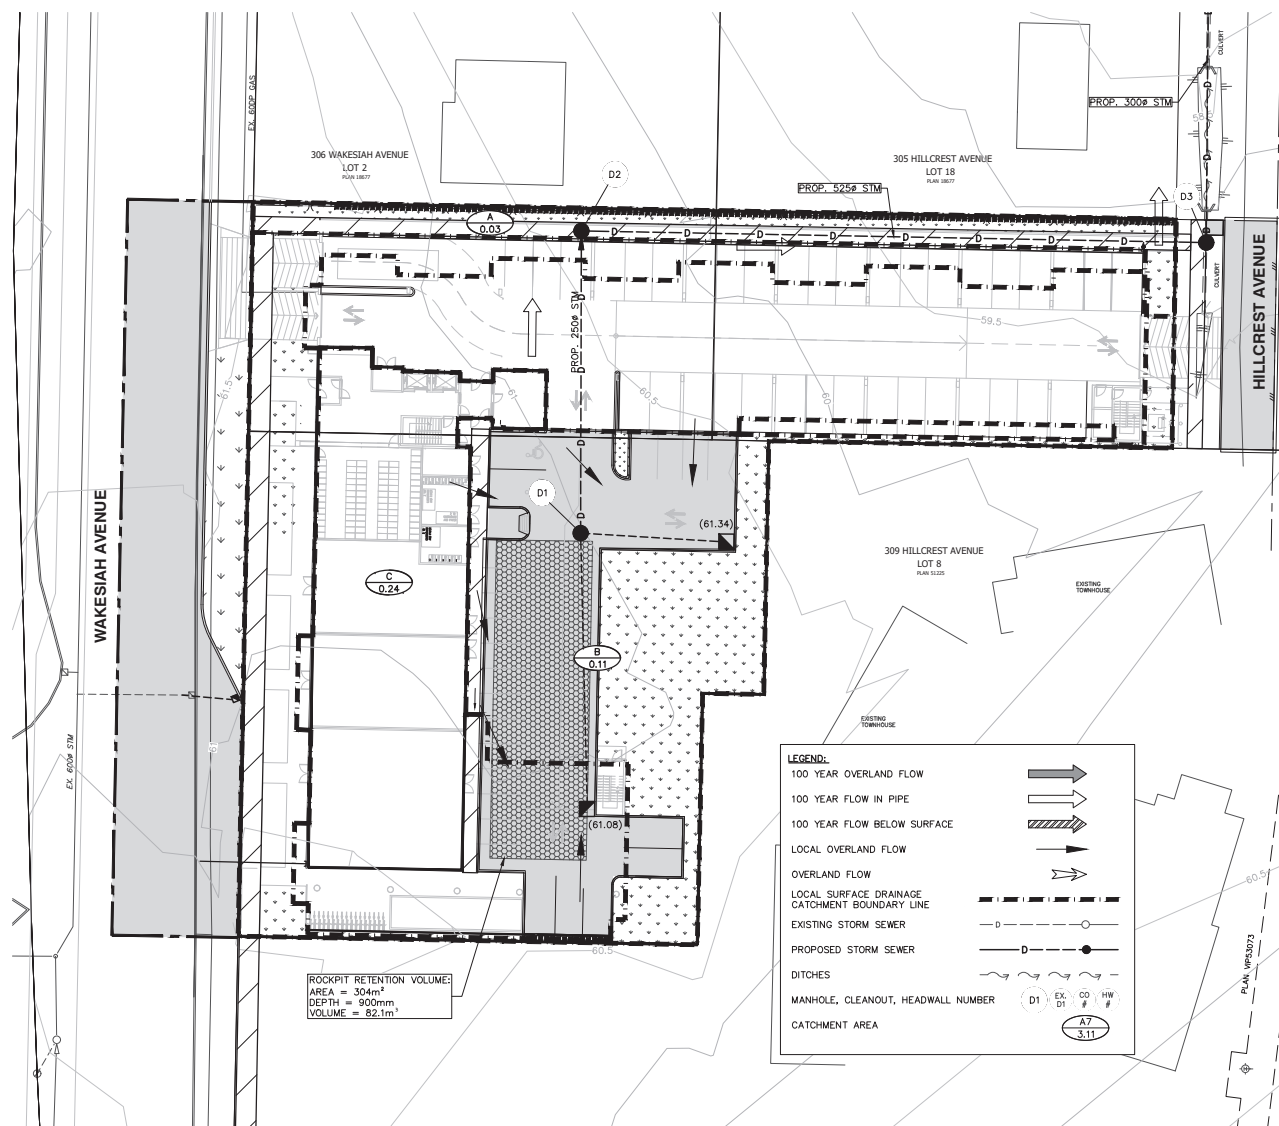 EX. 60DP GAS
CULVERT
PROP. 300ø STM
306 WAKESIAH AVENUE
LOT 2
PLAN 18677
305 HILLCREST AVENUE
LOT 18
PLAN 18677
D2
PROP. 525ø STM
D3
A
0.03
D D D D D D D D
CULVERT
HILLCREST AVENUE
PROP. 250ø STM
D
D
59.5
61.5
61
60.5
60
D
D1
D
(61.34)
309 HILLCREST AVENUE
LOT 8
PLAN 51225
EXISTING
TOWNHOUSE
WAKESIAH AVENUE
C
0.24
B
0.11
EXISTING
TOWNHOUSE
EX. 600ø STM
61
(61.08)
60.5
60.5
PLAN VIP53073
ROCKPIT RETENTION VOLUME:
AREA = 304m²
DEPTH = 900mm
VOLUME = 82.1m³
LEGEND:
100 YEAR OVERLAND FLOW
100 YEAR FLOW IN PIPE
100 YEAR FLOW BELOW SURFACE
LOCAL OVERLAND FLOW
OVERLAND FLOW
LOCAL SURFACE DRAINAGE
CATCHMENT BOUNDARY LINE
EXISTING STORM SEWER D
PROPOSED STORM SEWER D
DITCHES
MANHOLE, CLEANOUT, HEADWALL NUMBER D1 EX. D1 CO # HW #
CATCHMENT AREA A7 3.11